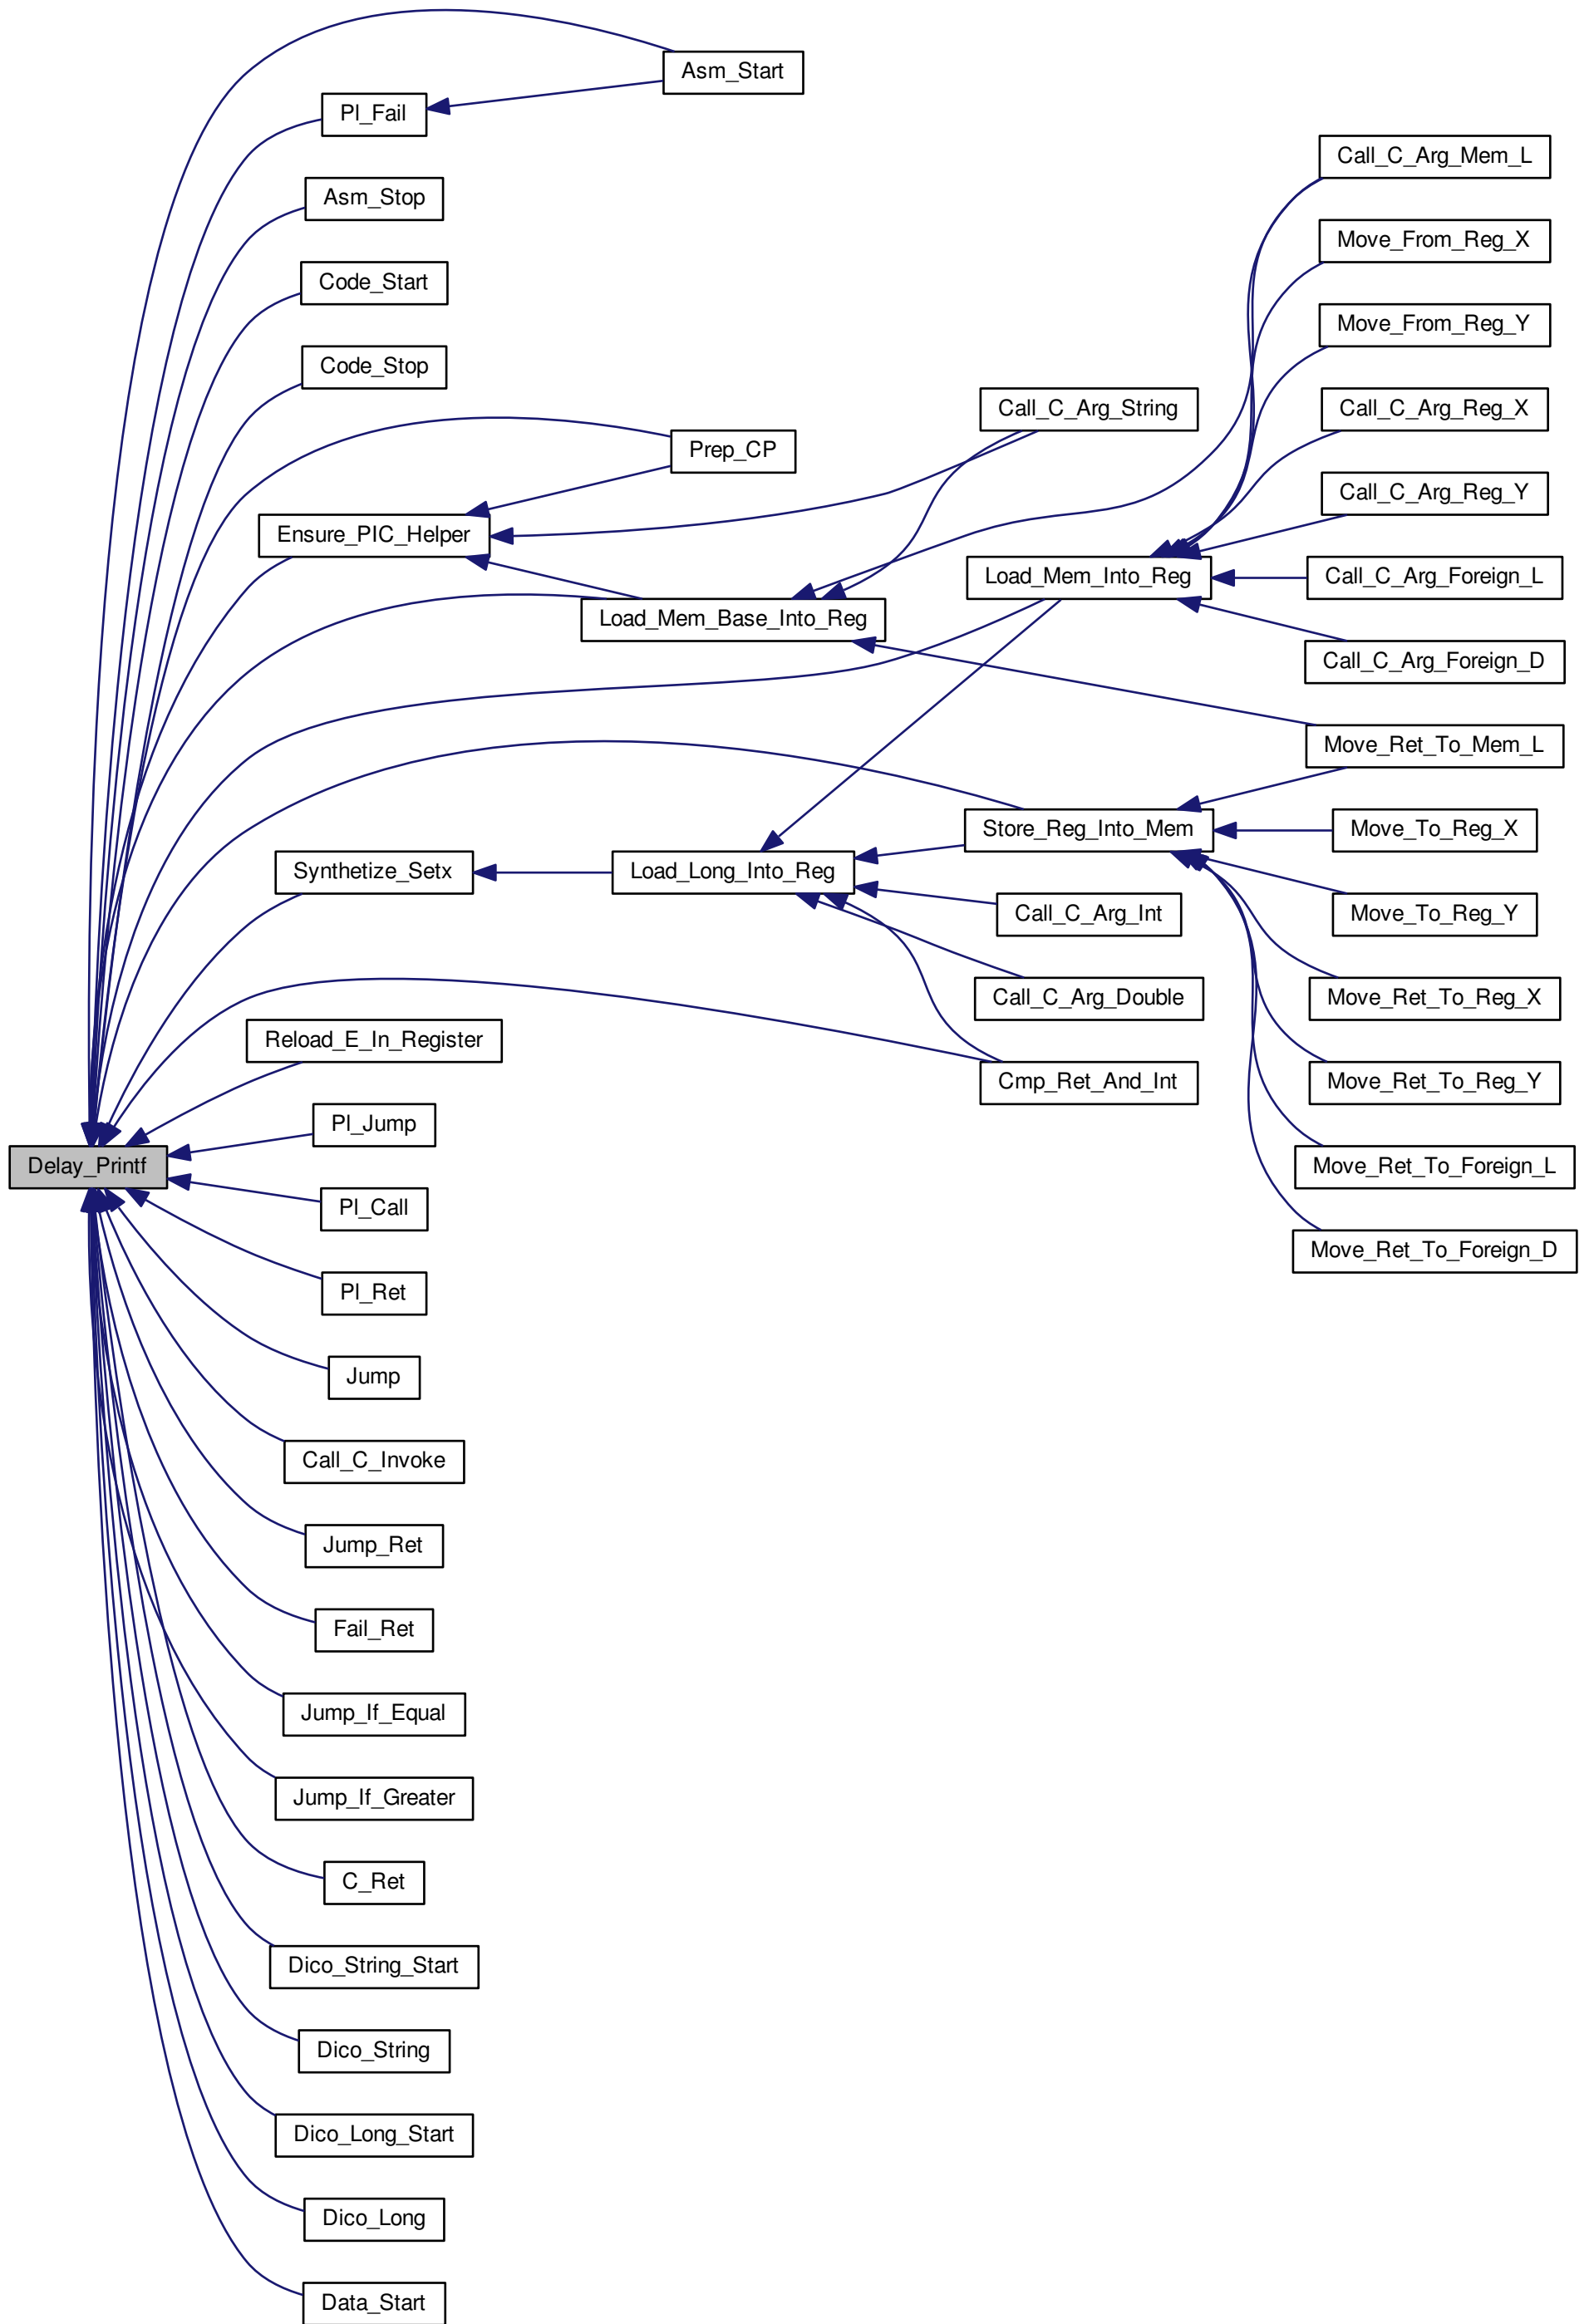 Asm_Start
Pl_Fail
Call_C_Arg_Mem_L
Asm_Stop
Move_From_Reg_X
Code_Start
Move_From_Reg_Y
Code_Stop
Call_C_Arg_String
Call_C_Arg_Reg_X
Prep_CP
Call_C_Arg_Reg_Y
Ensure_PIC_Helper
Load_Mem_Into_Reg
Call_C_Arg_Foreign_L
Load_Mem_Base_Into_Reg
Call_C_Arg_Foreign_D
Move_Ret_To_Mem_L
Store_Reg_Into_Mem
Move_To_Reg_X
Synthetize_Setx
Load_Long_Into_Reg
Call_C_Arg_Int
Move_To_Reg_Y
Call_C_Arg_Double
Move_Ret_To_Reg_X
Reload_E_In_Register
Cmp_Ret_And_Int
Move_Ret_To_Reg_Y
Pl_Jump
Delay_Printf
Move_Ret_To_Foreign_L
Pl_Call
Move_Ret_To_Foreign_D
Pl_Ret
Jump
Call_C_Invoke
Jump_Ret
Fail_Ret
Jump_If_Equal
Jump_If_Greater
C_Ret
Dico_String_Start
Dico_String
Dico_Long_Start
Dico_Long
Data_Start